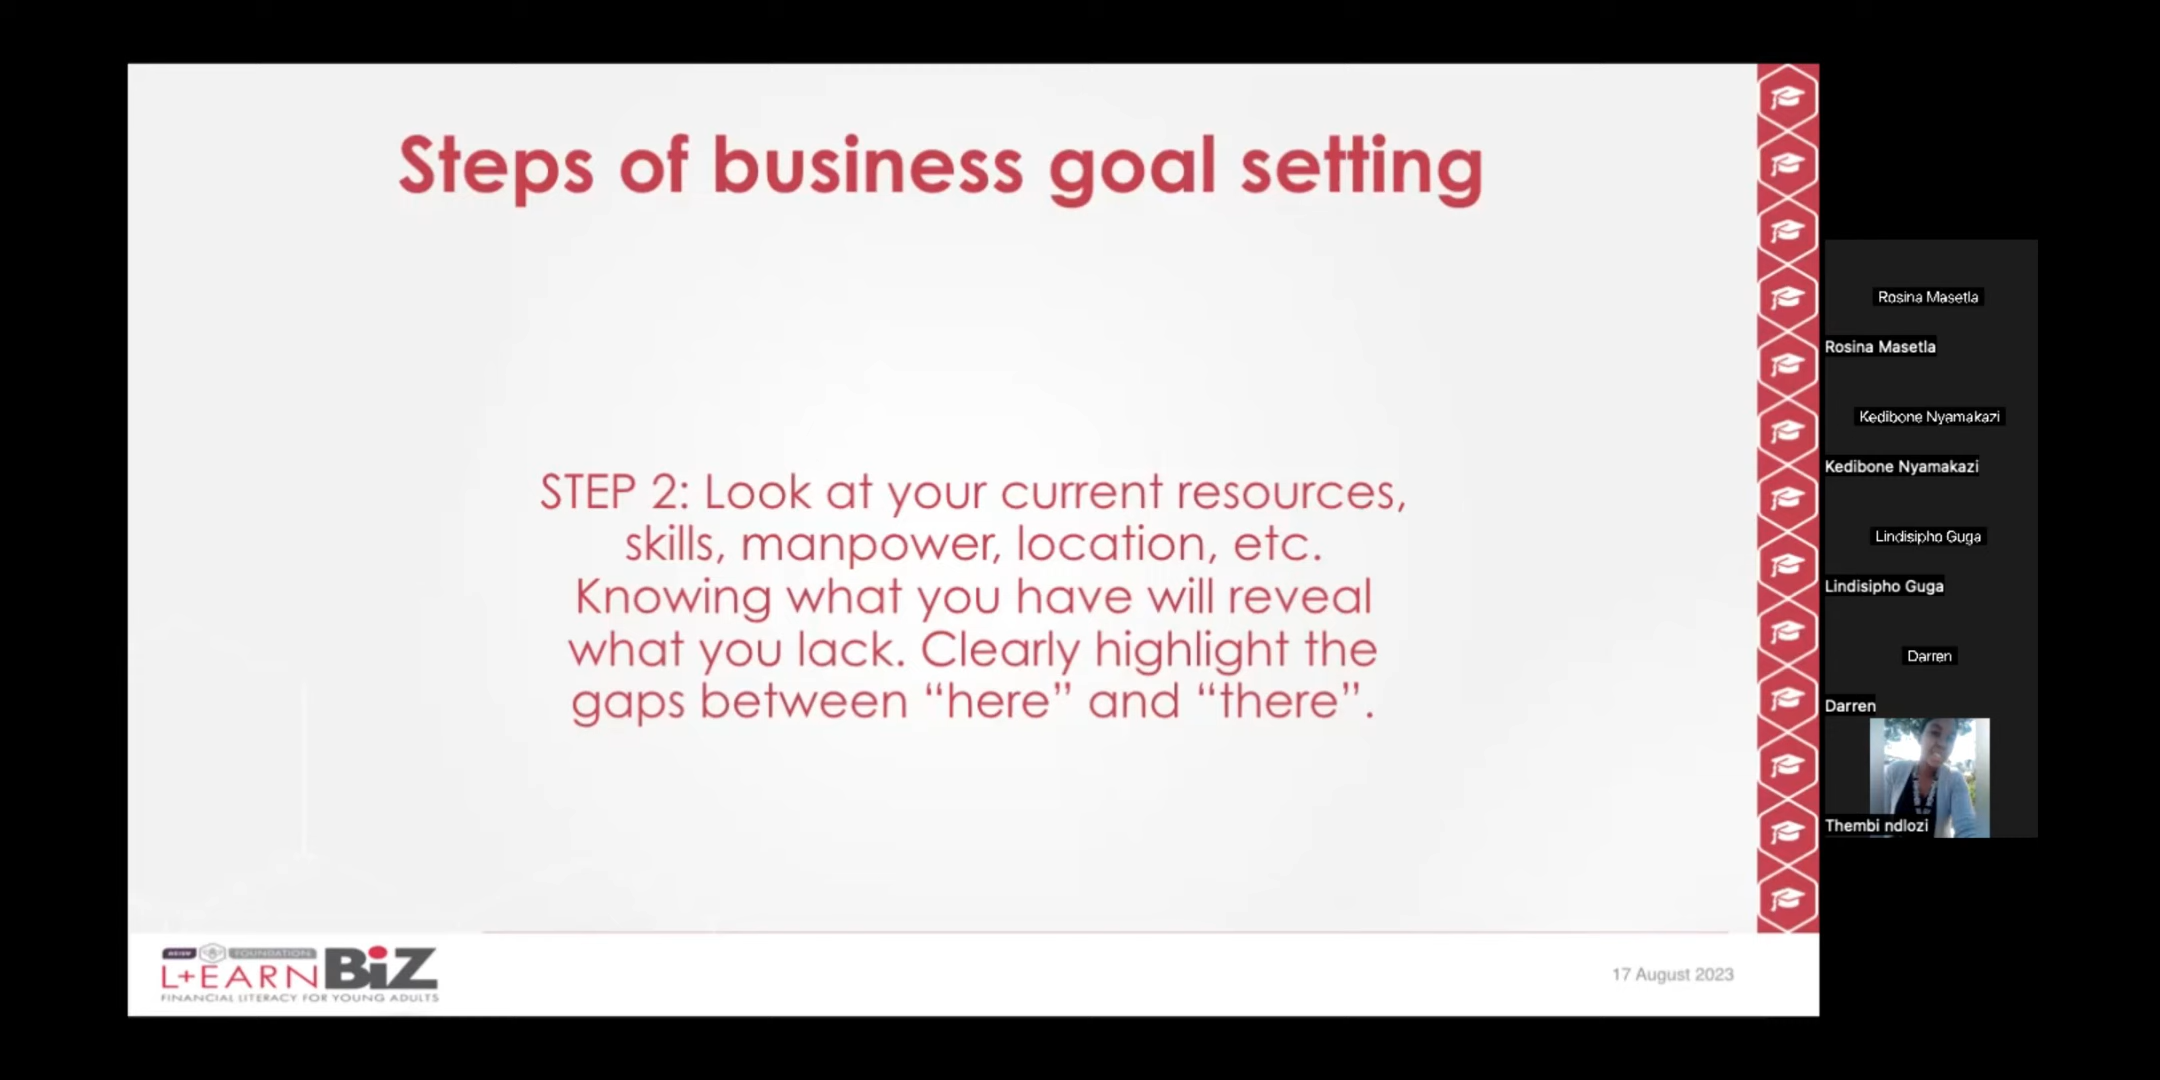 Steps of business goal setting
STEP 2: Look at your current resources,
skills, manpower, location, etc.
Knowing what you have will reveal
what you lack. Clearly highlight the
gaps between “here” and “there”.
FOUNDATION
L+EARN BiZ
FINANCIAL LITERACY FOR YOUNG ADULTS
17 August 2023
Rosina Masetla
Rosina Masetla
Kedibone Nyamakazi
Kedibone Nyamakazi
Lindisipho Guga
Lindisipho Guga
Darren
Darren
Thembi ndlozi